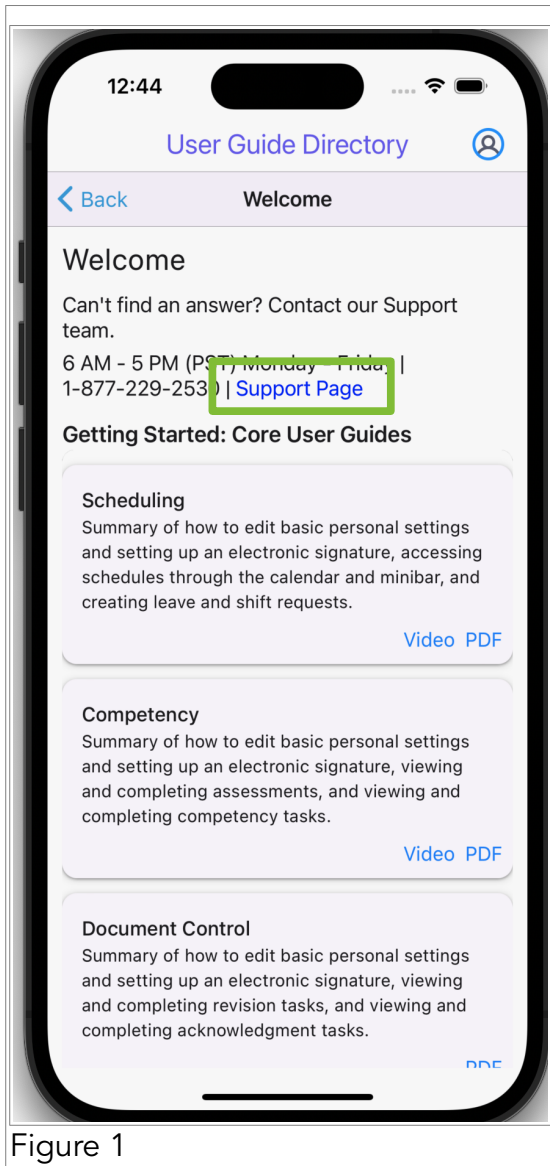 12:44
User Guide Directory
Back
Welcome
Welcome
Can't find an answer? Contact our Support
team.
6 AM - 5 PM (PST) Monday - Friday |
1-877-229-2530 | Support Page
Getting Started: Core User Guides
Scheduling
Summary of how to edit basic personal settings
and setting up an electronic signature, accessing
schedules through the calendar and minibar, and
creating leave and shift requests.
Video PDF
Competency
Summary of how to edit basic personal settings
and setting up an electronic signature, viewing
and completing assessments, and viewing and
completing competency tasks.
Video PDF
Document Control
Summary of how to edit basic personal settings
and setting up an electronic signature, viewing
and completing revision tasks, and viewing and
completing acknowledgment tasks.
PDF
Figure 1